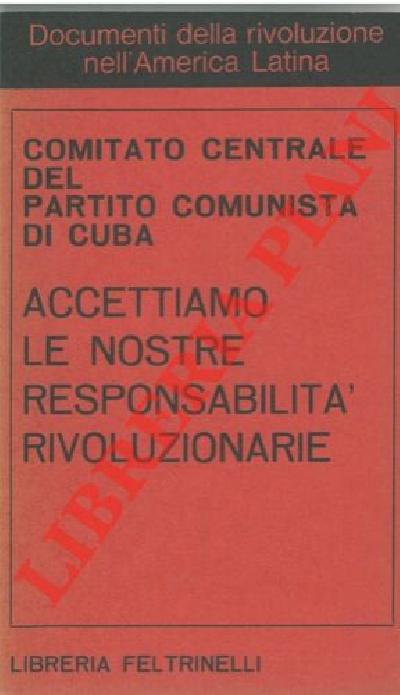 Documenti della rivoluzione
nell'America Latina
COMITATO CENTRALE
DEL
PARTITO COMUNISTA
DI CUBA
ACCETTIAMO
LE NOSTRE
RESPONSABILITA'
RIVOLUZIONARIE
LIBRERIA FELTRINELLI
LIBRERIA PIANI